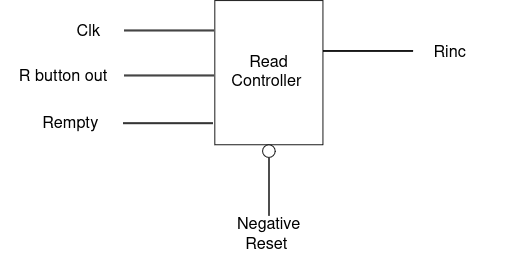 Clk
R button out
Rempty
Read
Controller
Rinc
Negative
Reset